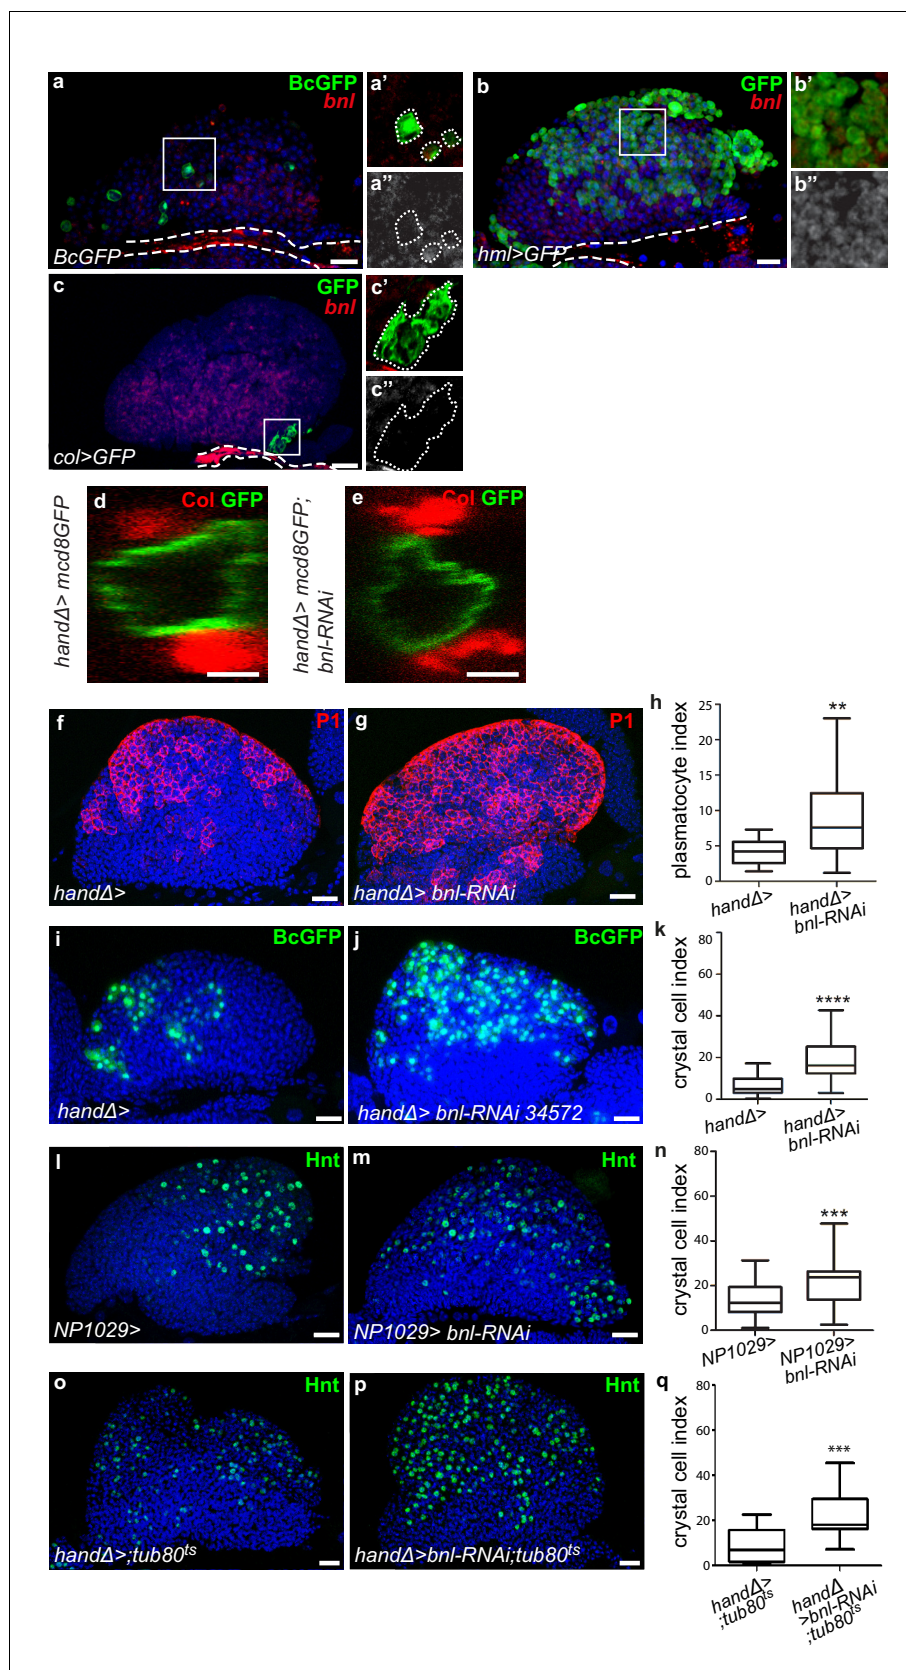 a
BcGFP
bnl
BcGFP
a'
a"
b
GFP
bnl
hml>GFP
b'
b"
c
GFP
bnl
col>GFP
c'
c"
handΔ> mcd8GFP
d
Col GFP
handΔ> mcd8GFP;
bnl-RNAi
e
Col GFP
f
P1
handΔ>
g
P1
handΔ> bnl-RNAi
h
plasmatocyte index
25
20
15
10
5
0
**
handΔ>
handΔ>
bnl-RNAi
i
BcGFP
handΔ>
j
BcGFP
handΔ> bnl-RNAi 34572
k
crystal cell index
80
60
40
20
0
****
handΔ>
handΔ>
bnl-RNAi
l
Hnt
NP1029>
m
Hnt
NP1029> bnl-RNAi
n
crystal cell index
80
60
40
20
0
***
NP1029>
NP1029>
bnl-RNAi
o
Hnt
handΔ>;tub80ts
p
Hnt
handΔ>bnl-RNAi;tub80ts
q
crystal cell index
80
60
40
20
0
***
handΔ>
;tub80ts
handΔ
>bnl-RNAi
;tub80ts